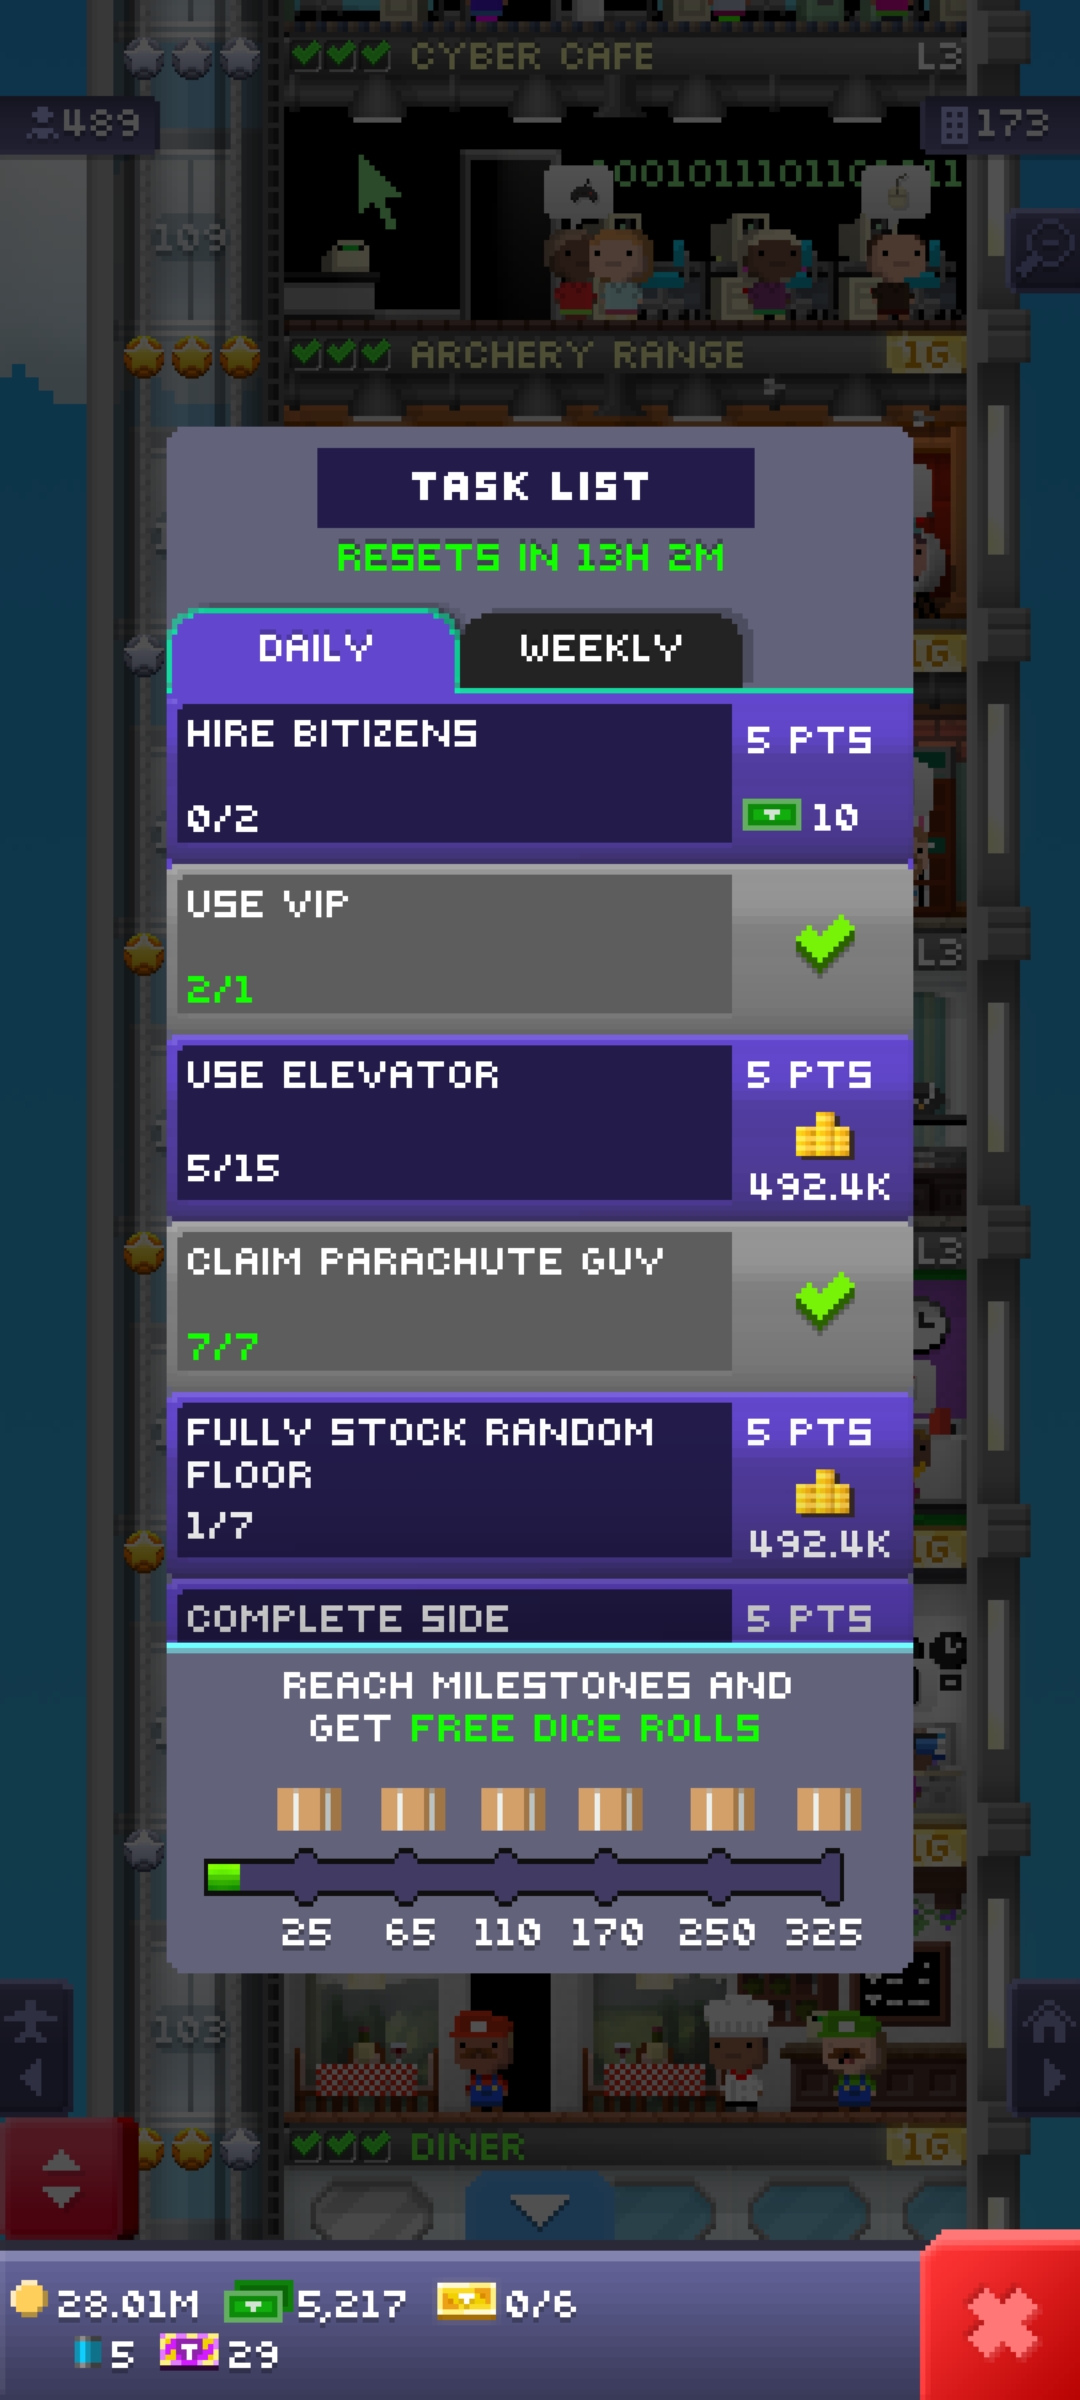 CYBER CAFE L3
489
173
109
ARCHERY RANGE 1G
TASK LIST
RESETS IN 13H 2M
DAILY WEEKLY
HIRE BITIZENS 5 PTS
0/2 10
USE VIP
2/1
USE ELEVATOR 5 PTS
5/15 492.4K
CLAIM PARACHUTE GUY
7/7
FULLY STOCK RANDOM 5 PTS
FLOOR
1/7 492.4K
COMPLETE SIDE 5 PTS
REACH MILESTONES AND
GET FREE DICE ROLLS
25 65 110 170 250 325
103
DINER 1G
28.01M 5,217 0/6
5 29